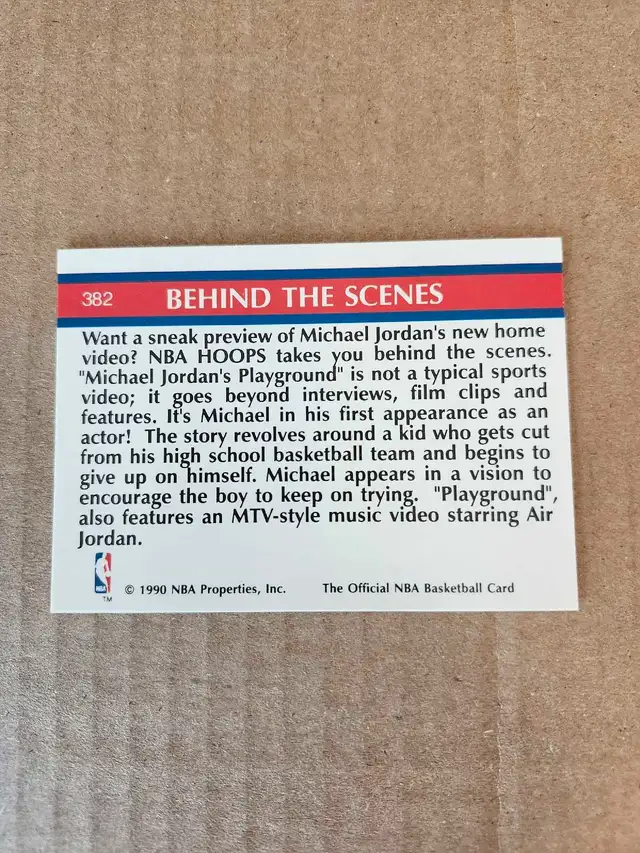 382 BEHIND THE SCENES
Want a sneak preview of Michael Jordan's new home
video? NBA HOOPS takes you behind the scenes.
"Michael Jordan's Playground" is not a typical sports
video; it goes beyond interviews, film clips and
features. It's Michael in his first appearance as an
actor! The story revolves around a kid who gets cut
from his high school basketball team and begins to
give up on himself. Michael appears in a vision to
encourage the boy to keep on trying. "Playground",
also features an MTV-style music video starring Air
Jordan.
NBA
TM
© 1990 NBA Properties, Inc. The Official NBA Basketball Card